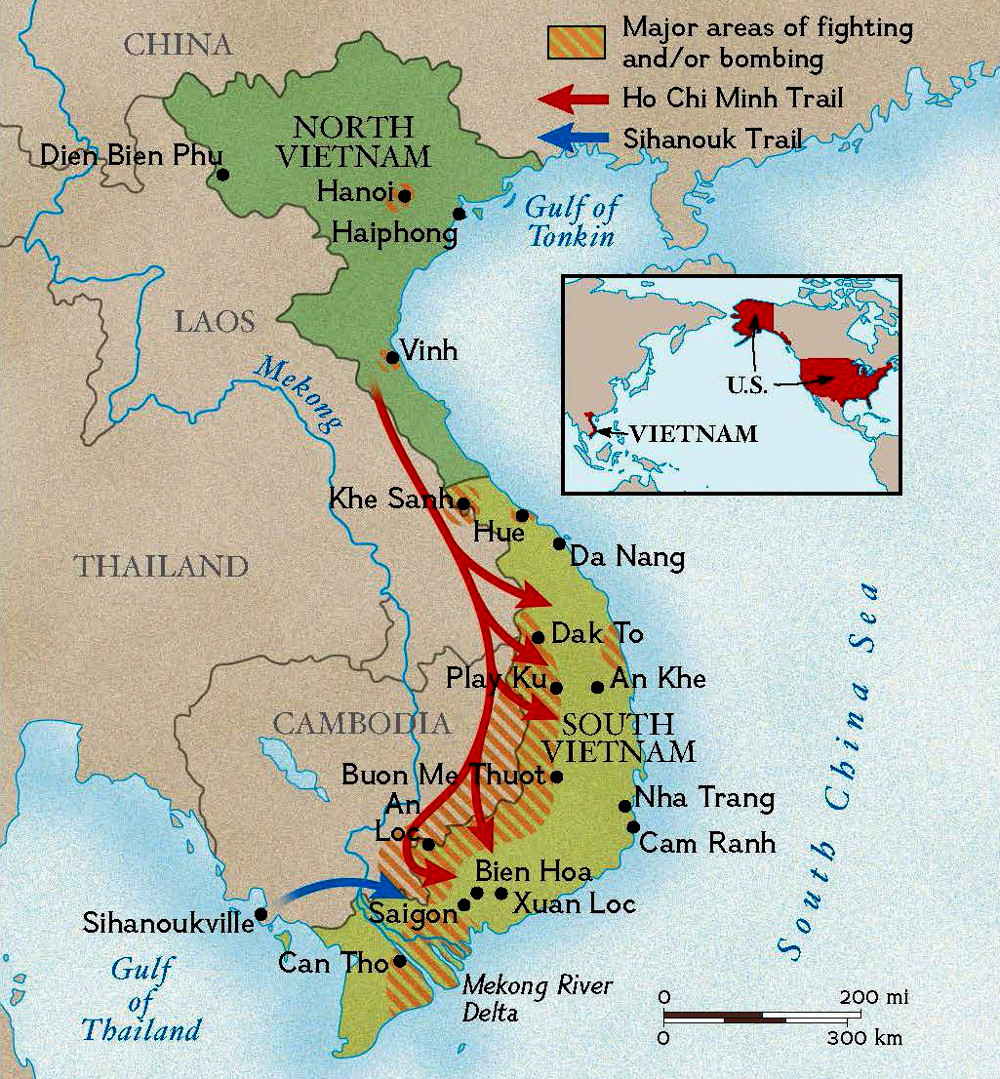 CHINA
Major areas of fighting
and/or bombing
Ho Chi Minh Trail
Sihanouk Trail
NORTH
VIETNAM
Dien Bien Phu
Hanoi
Haiphong
Gulf of
Tonkin
LAOS
Vinh
Mekong
U.S.
VIETNAM
Khe Sanh
Hue
Da Nang
THAILAND
Dak To
Play Ku
An Khe
CAMBODIA
SOUTH
VIETNAM
South China Sea
Buon Me Thuot
An
Loc
Nha Trang
Cam Ranh
Bien Hoa
Xuan Loc
Saigon
Sihanoukville
Can Tho
Gulf
of
Thailand
Mekong River
Delta
0 200 mi
0 300 km